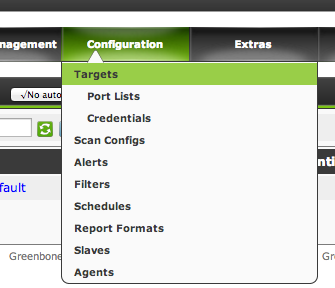 nagement Configuration Extras
Targets
√No auto
Port Lists
Credentials
Scan Configs
Alerts
nti
fault
Filters
Schedules
Report Formats
Greenbone
Gr
Slaves
Agents